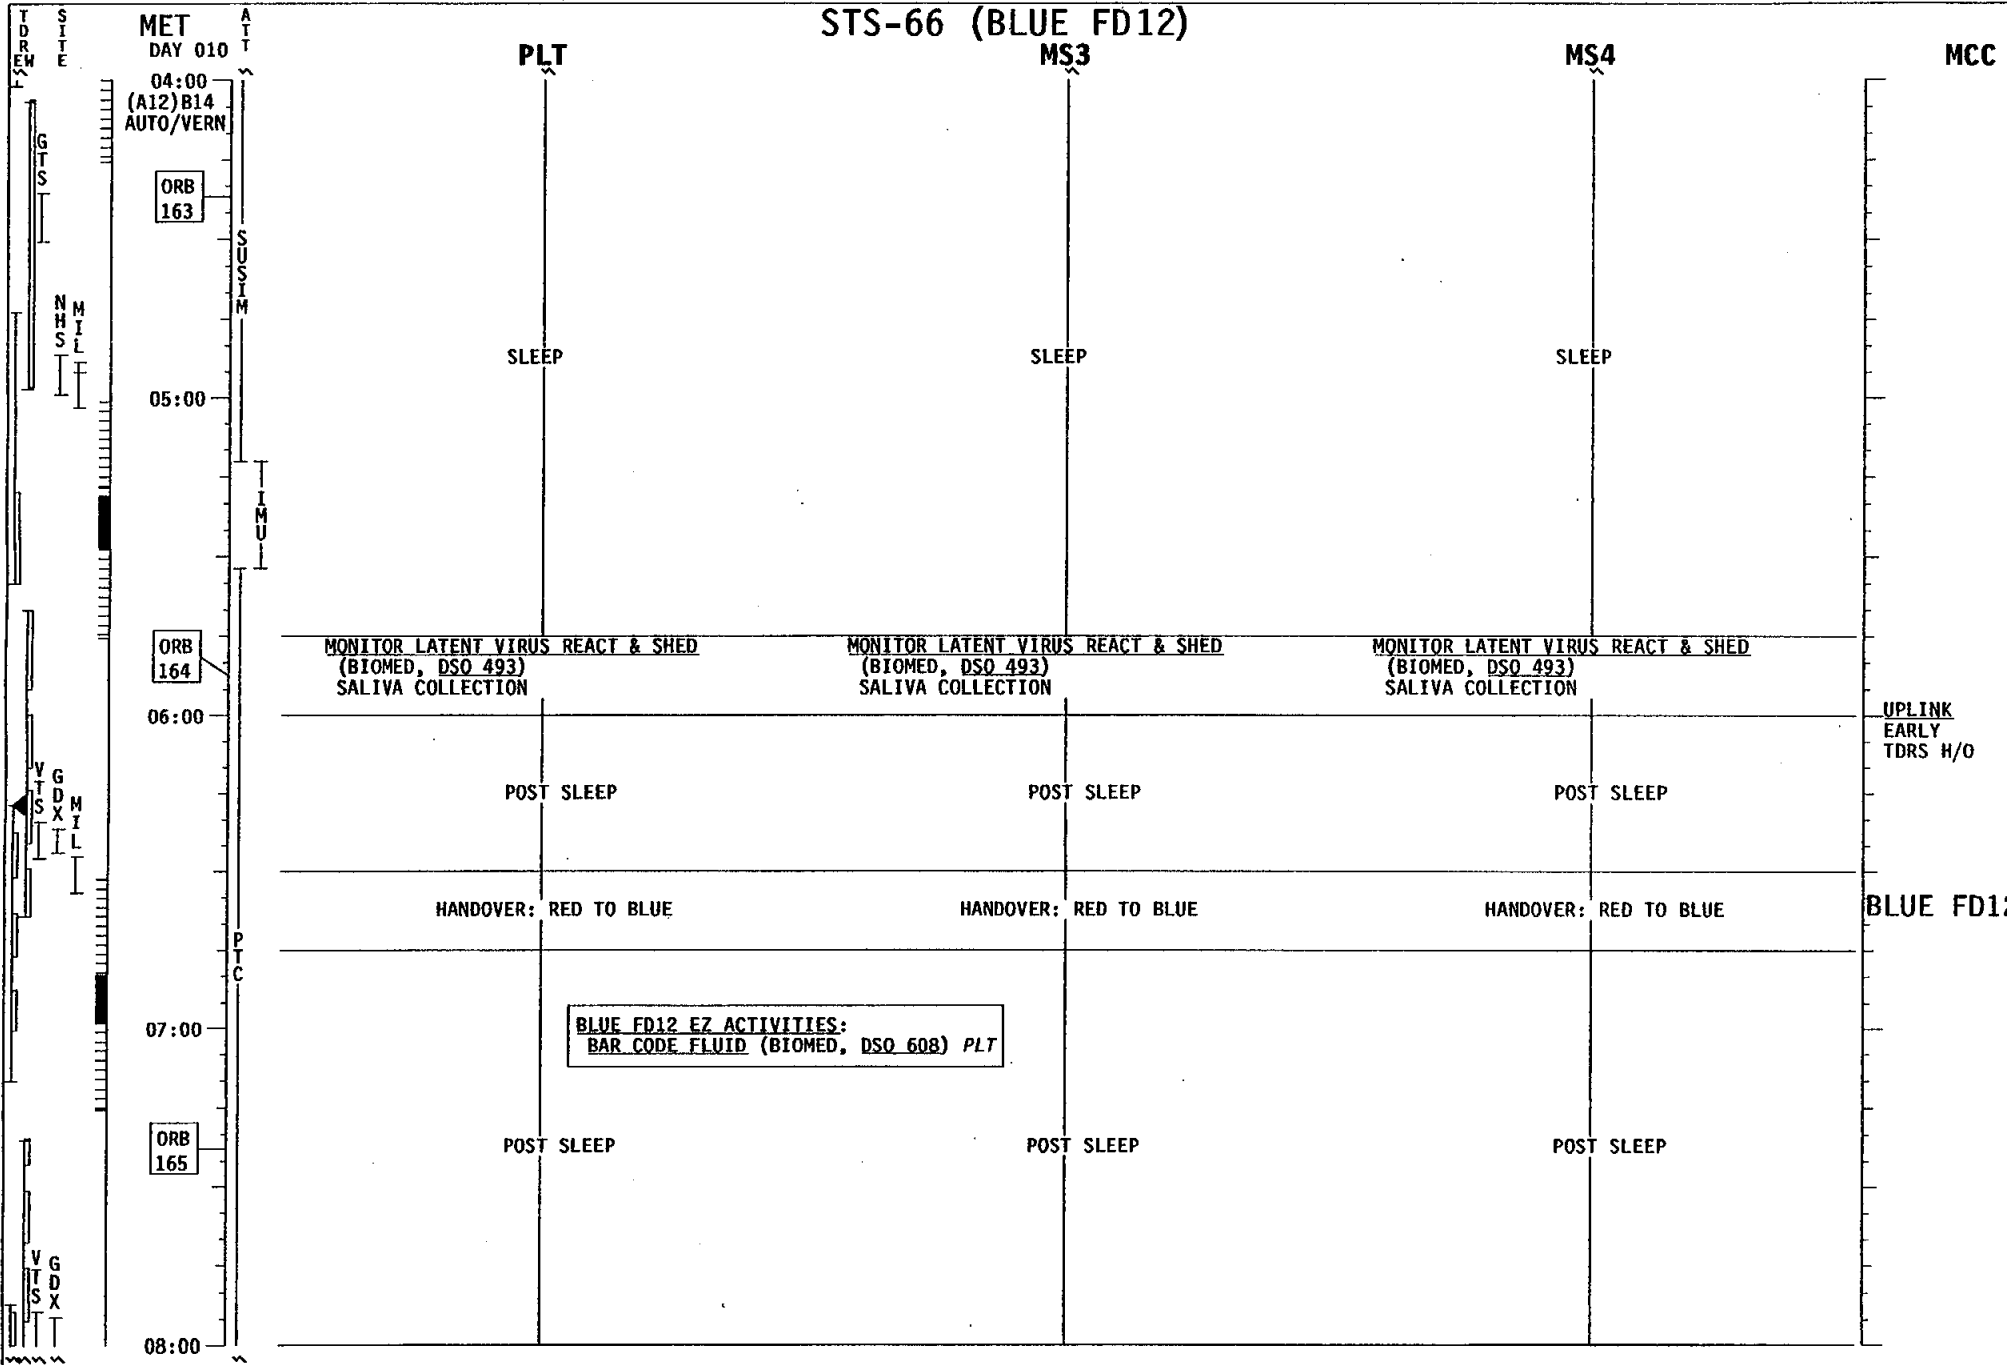 STS-66 (BLUE FD12)
TDRE W
SITE
MET
DAY 010
ATT
PLT
MS3
MS4
MCC
04:00
(A12)B14
AUTO/VERN
GTS
ORB
163
SUSIM
NHS
MIL
SLEEP
SLEEP
SLEEP
05:00
IMU
ORB
164
MONITOR LATENT VIRUS REACT & SHED
(BIOMED, DSO 493)
SALIVA COLLECTION
MONITOR LATENT VIRUS REACT & SHED
(BIOMED, DSO 493)
SALIVA COLLECTION
MONITOR LATENT VIRUS REACT & SHED
(BIOMED, DSO 493)
SALIVA COLLECTION
06:00
UPLINK
EARLY
TDRS H/O
VTS
GDX
MIL
POST SLEEP
POST SLEEP
POST SLEEP
HANDOVER: RED TO BLUE
HANDOVER: RED TO BLUE
HANDOVER: RED TO BLUE
BLUE FD12
PTC
07:00
BLUE FD12 EZ ACTIVITIES:
BAR CODE FLUID (BIOMED, DSO 608) PLT
ORB
165
POST SLEEP
POST SLEEP
POST SLEEP
VTS
GDX
08:00